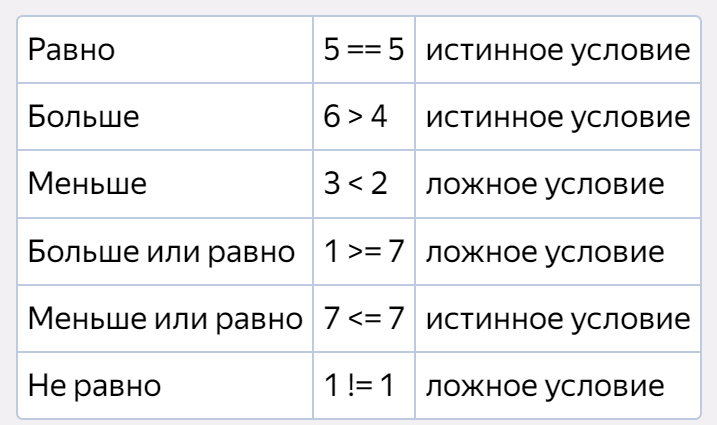 Равно 5 == 5 истинное условие
Больше 6 > 4 истинное условие
Меньше 3 < 2 ложное условие
Больше или равно 1 >= 7 ложное условие
Меньше или равно 7 <= 7 истинное условие
Не равно 1 != 1 ложное условие